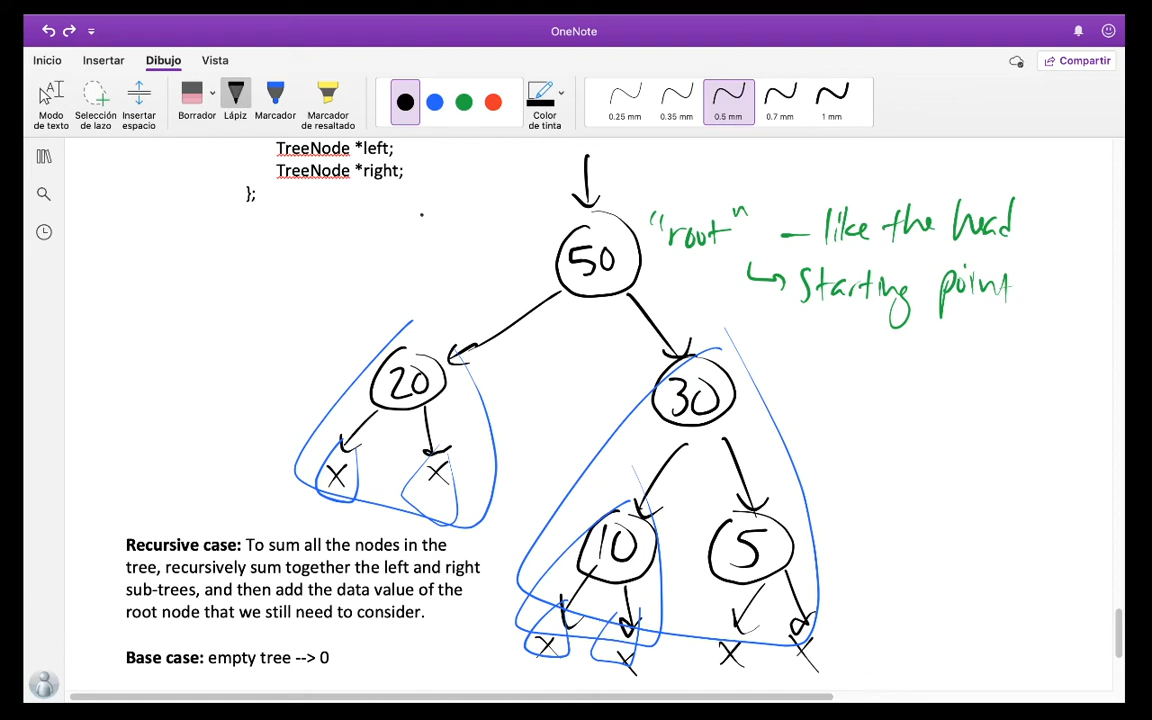 OneNote
Inicio Insertar Dibujo Vista
Compartir
Modo de texto
Selección de lazo
Insertar espacio
Borrador
Lápiz
Marcador
Marcador de resaltado
Color de tinta
0.25 mm
0.35 mm
0.5 mm
0.7 mm
1 mm
TreeNode *left;
TreeNode *right;
};
50
"root" - like the head
↳ Starting point
20
30
X X
10
5
X X X X
Recursive case: To sum all the nodes in the
tree, recursively sum together the left and right
sub-trees, and then add the data value of the
root node that we still need to consider.
Base case: empty tree --> 0